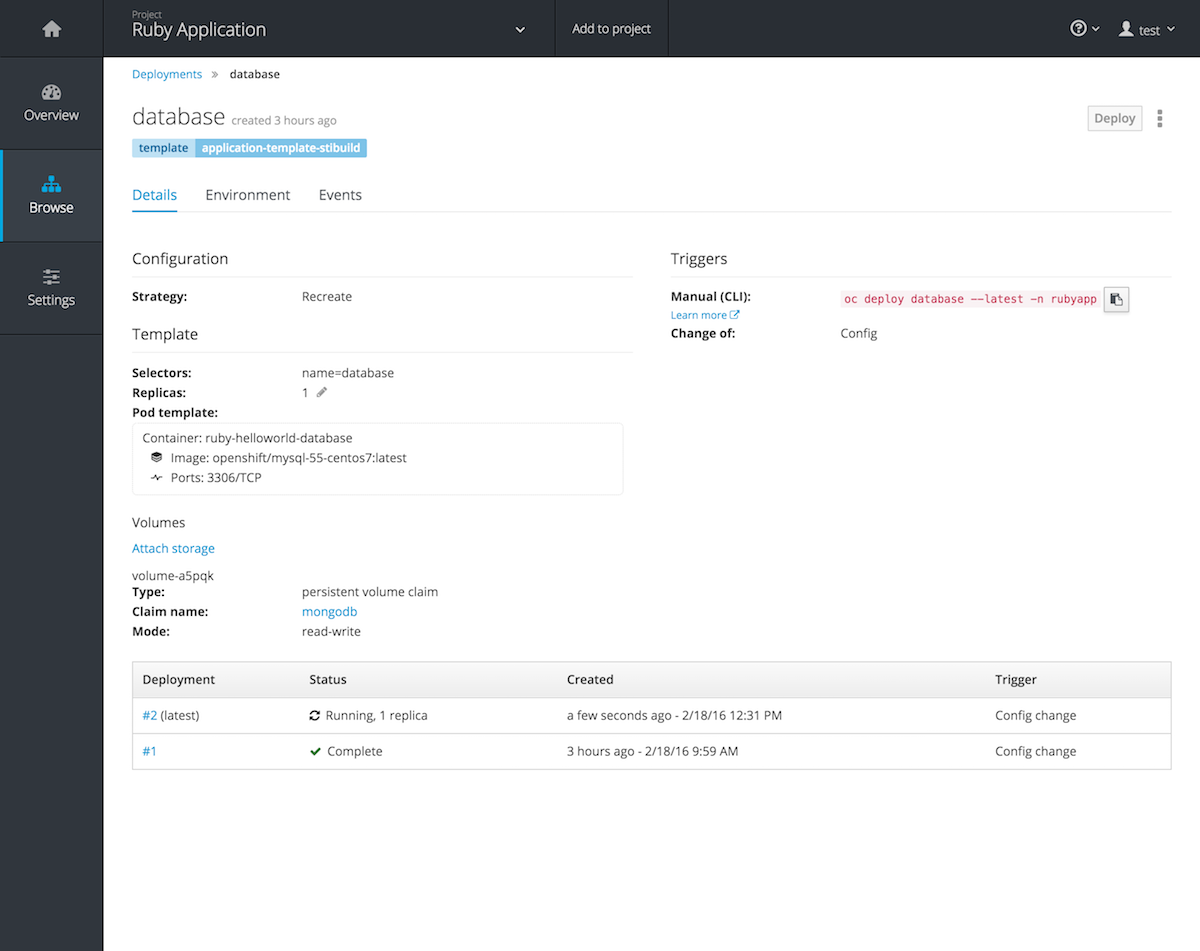 Project
Ruby Application
Add to project
test
Overview
Browse
Settings
Deployments » database
database created 3 hours ago
template application-template-stibuild
Deploy
Details Environment Events
Configuration
Strategy: Recreate
Template
Selectors: name=database
Replicas: 1
Pod template:
Container: ruby-helloworld-database
Image: openshift/mysql-55-centos7:latest
Ports: 3306/TCP
Triggers
Manual (CLI): oc deploy database --latest -n rubyapp
Learn more
Change of: Config
Volumes
Attach storage
volume-a5pqk
Type: persistent volume claim
Claim name: mongodb
Mode: read-write
Deployment Status Created Trigger
#2 (latest) Running, 1 replica a few seconds ago - 2/18/16 12:31 PM Config change
#1 Complete 3 hours ago - 2/18/16 9:59 AM Config change